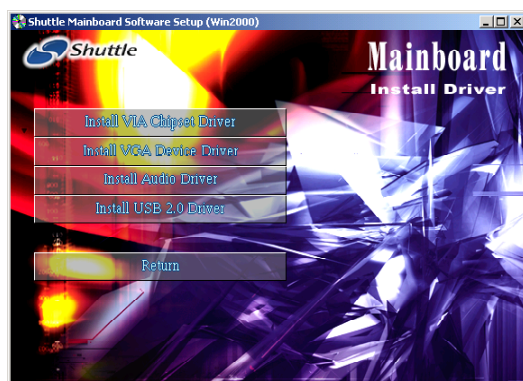 Shuttle Mainboard Software Setup (Win2000)
Shuttle
Mainboard
Install Driver
Install VIA Chipset Driver
Install VGA Device Driver
Install Audio Driver
Install USB 2.0 Driver
Return